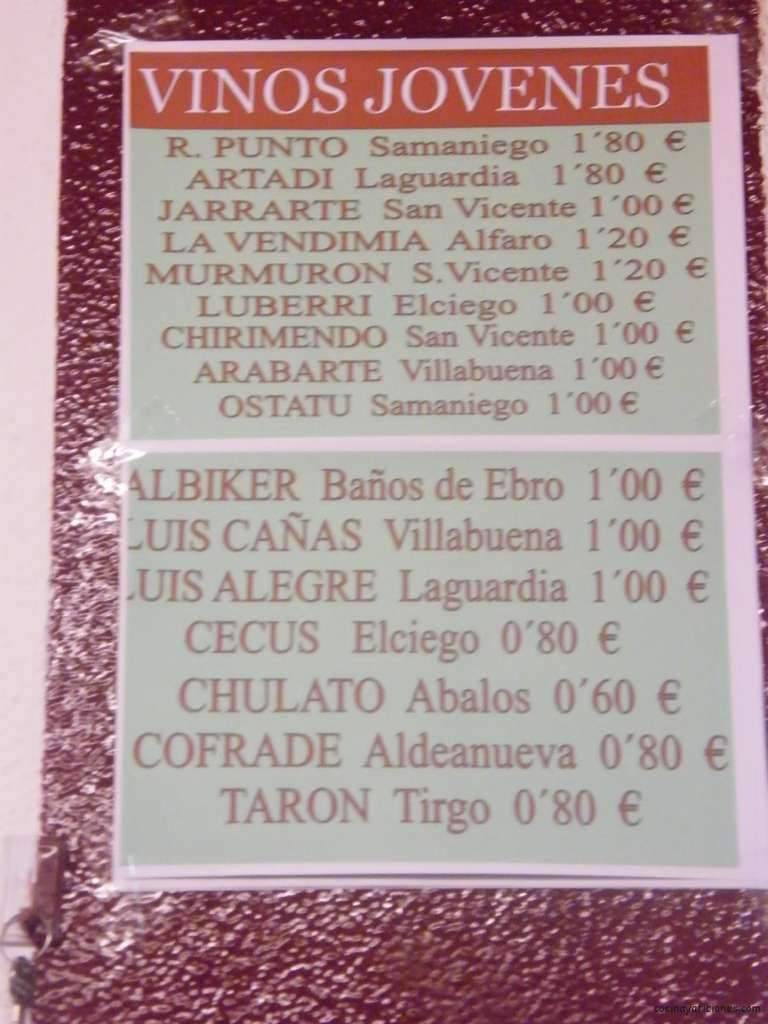 VINOS JOVENES
R. PUNTO Samaniego 1´80 €
ARTADI Laguardia 1´80 €
JARRARTE San Vicente 1´00 €
LA VENDIMIA Alfaro 1´20 €
MURMURON S.Vicente 1´20 €
LUBERRI Elciego 1´00 €
CHIRIMENDO San Vicente 1´00 €
ARABARTE Villabuena 1´00 €
OSTATU Samaniego 1´00 €
ALBIKER Baños de Ebro 1´00 €
LUIS CAÑAS Villabuena 1´00 €
LUIS ALEGRE Laguardia 1´00 €
CECUS Elciego 0´80 €
CHULATO Abalos 0´60 €
COFRADE Aldeanueva 0´80 €
TARON Tirgo 0´80 €
cocinayaficiones.com